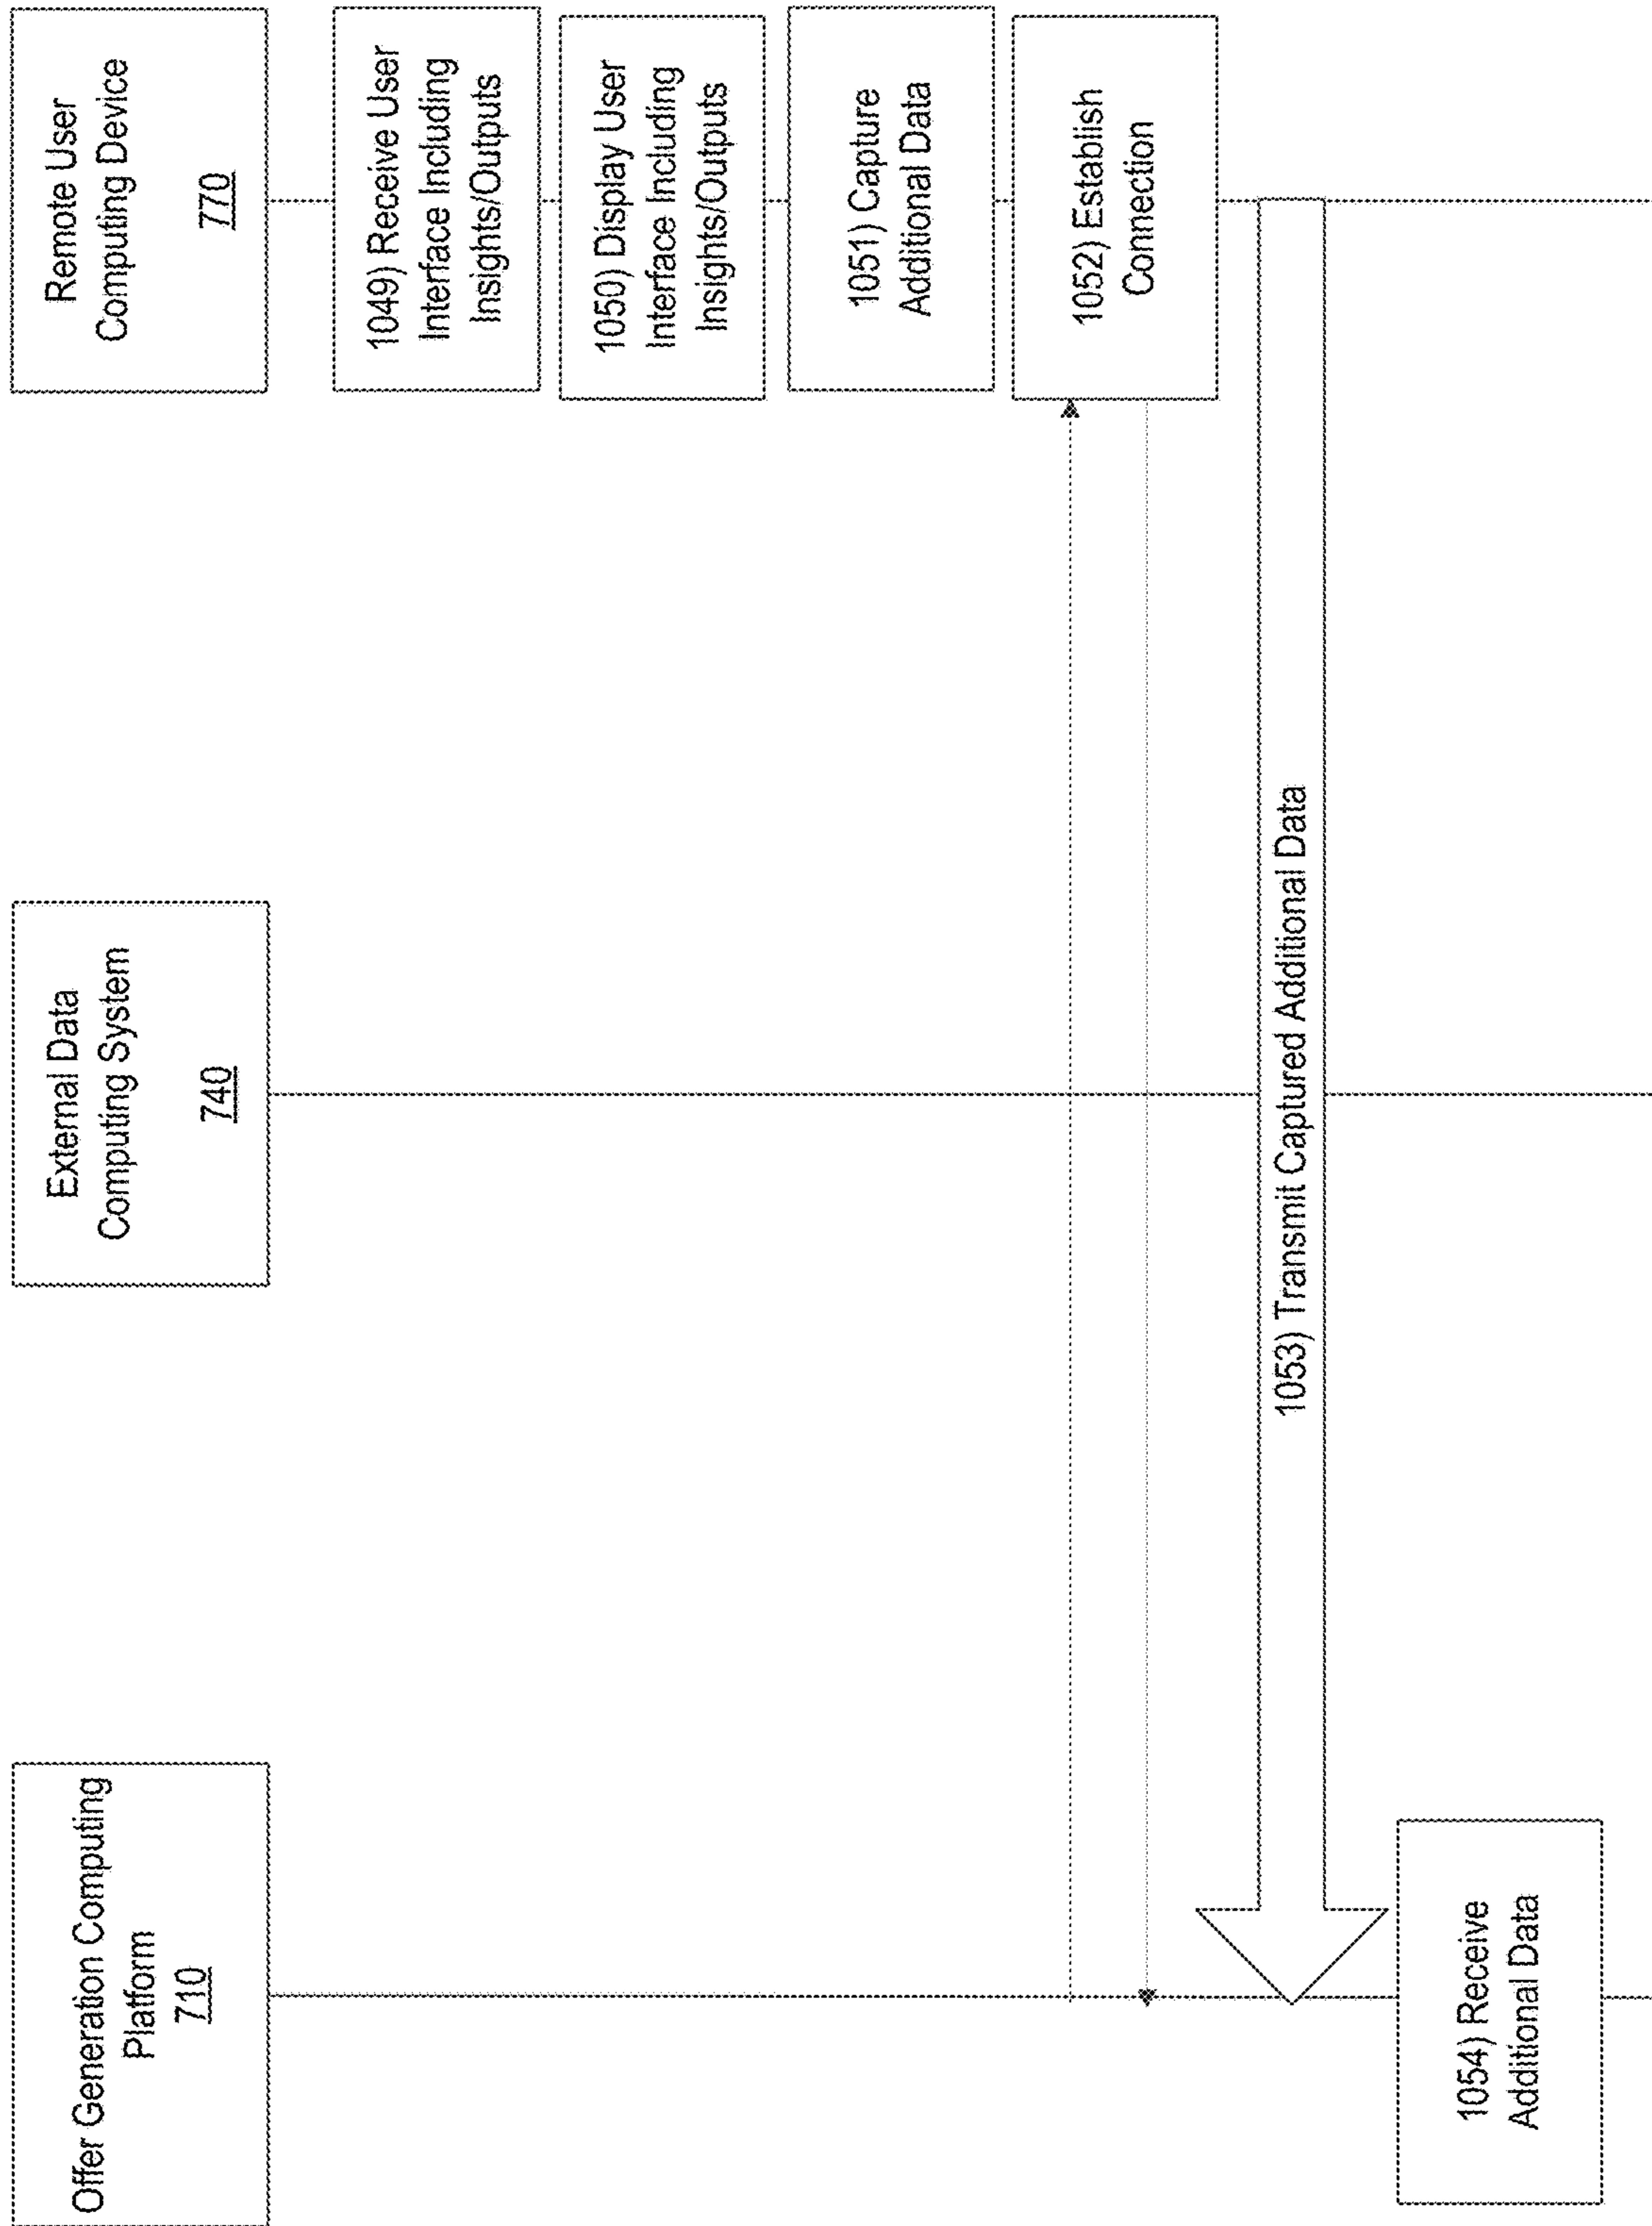 Offer Generation Computing
Platform
710
External Data
Computing System
740
Remote User
Computing Device
770
1049) Receive User
Interface Including
Insights/Outputs
1050) Display User
Interface Including
Insights/Outputs
1051) Capture
Additional Data
1052) Establish
Connection
1053) Transmit Captured Additional Data
1054) Receive
Additional Data